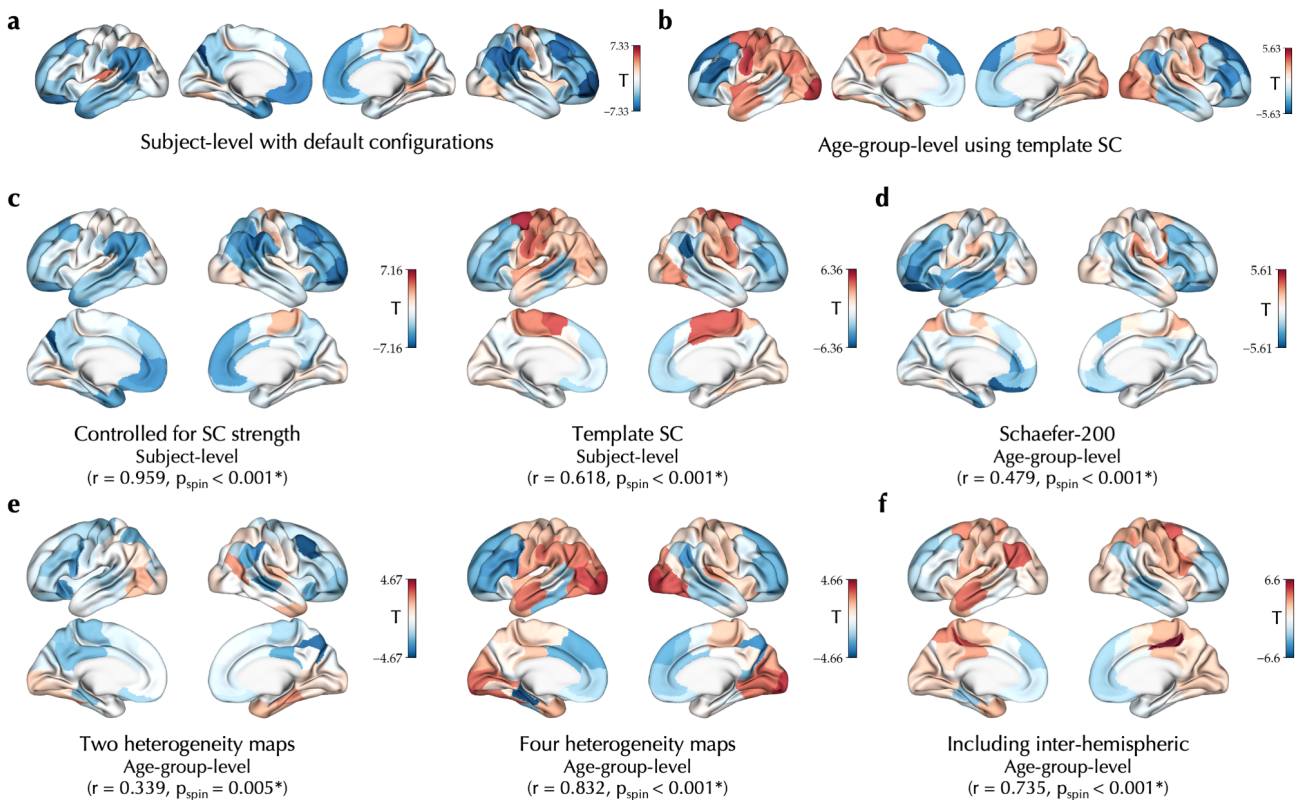 a
7.33
T
−7.33
Subject-level with default configurations
b
5.63
T
−5.63
Age-group-level using template SC
c
7.16
T
−7.16
Controlled for SC strength
Subject-level
(r = 0.959, pspin < 0.001*)
6.36
T
−6.36
Template SC
Subject-level
(r = 0.618, pspin < 0.001*)
d
5.61
T
−5.61
Schaefer-200
Age-group-level
(r = 0.479, pspin < 0.001*)
e
4.67
T
−4.67
Two heterogeneity maps
Age-group-level
(r = 0.339, pspin = 0.005*)
4.66
T
−4.66
Four heterogeneity maps
Age-group-level
(r = 0.832, pspin < 0.001*)
f
6.6
T
−6.6
Including inter-hemispheric
Age-group-level
(r = 0.735, pspin < 0.001*)